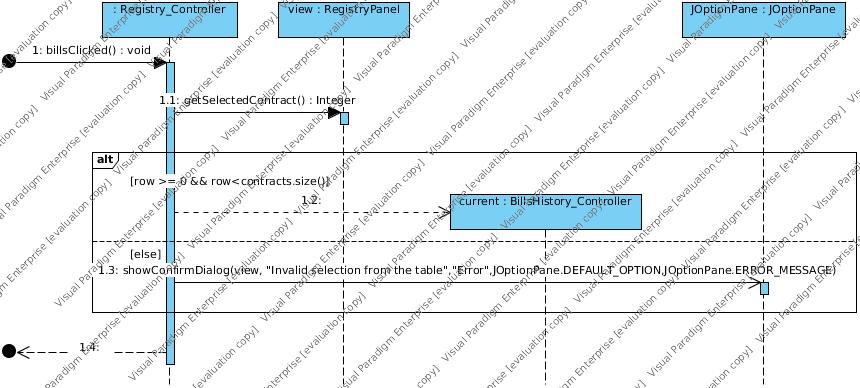 : Registry_Controller
view : RegistryPanel
JOptionPane : JOptionPane
1: billsClicked() : void
1.1: getSelectedContract() : Integer
alt
[row >= 0 && row<contracts.size()]
1.2:
current : BillsHistory_Controller
[else]
1.3: showConfirmDialog(view, "Invalid selection from the table","Error",JOptionPane.DEFAULT_OPTION,JOptionPane.ERROR_MESSAGE)
1.4:
Visual Paradigm Enterprise [evaluation copy]